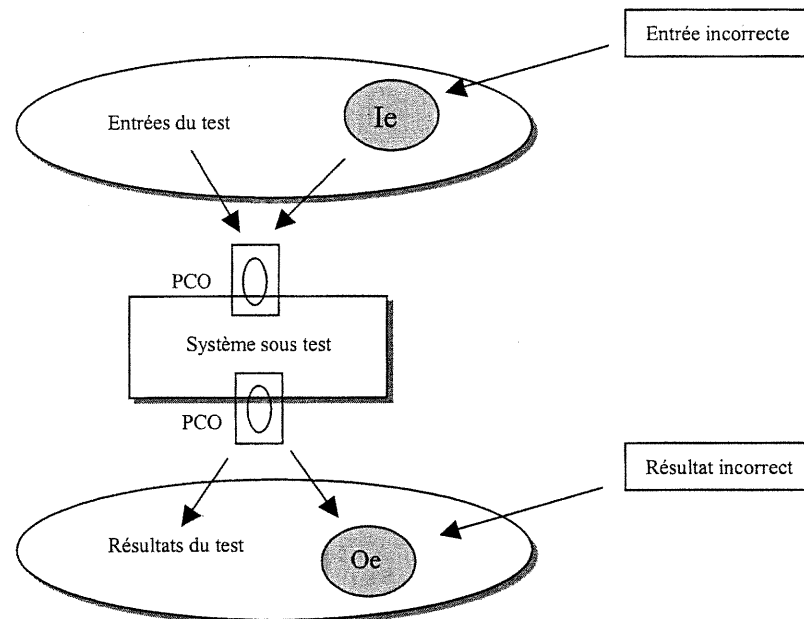 Entrée incorrecte
Ie
Entrées du test
PCO
Système sous test
PCO
Résultat incorrect
Résultats du test
Oe